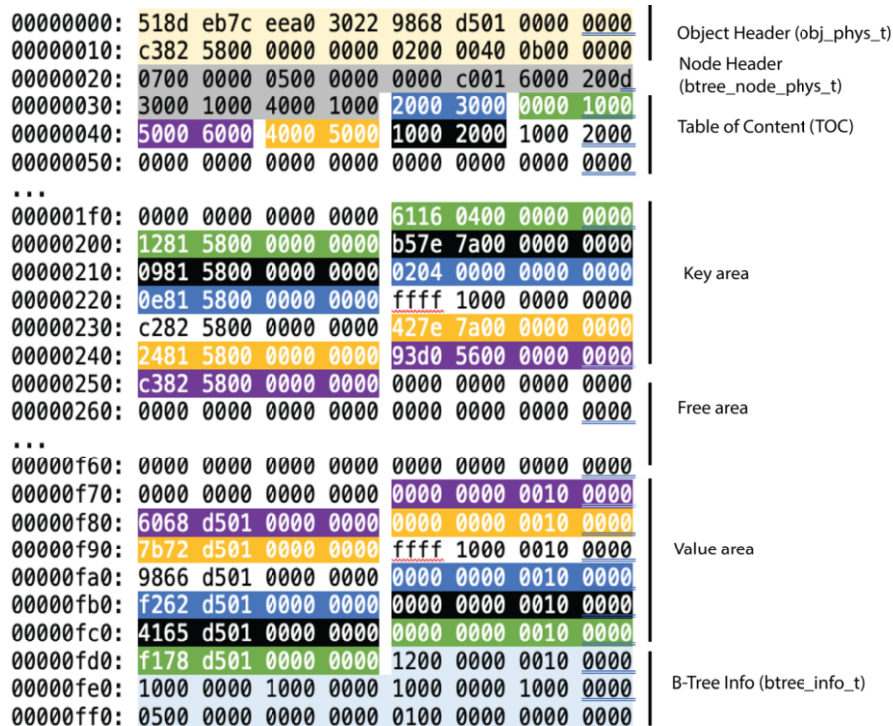 00000000: 518d eb7c eea0 3022 9868 d501 0000 0000
Object Header (obj_phys_t)
00000010: c382 5800 0000 0000 0200 0040 0b00 0000
Node Header
(btree_node_phys_t)
00000020: 0700 0000 0500 0000 0000 c001 6000 200d
00000030: 3000 1000 4000 1000 2000 3000 0000 1000
Table of Content (TOC)
00000040: 5000 6000 4000 5000 1000 2000 1000 2000
00000050: 0000 0000 0000 0000 0000 0000 0000 0000
...
000001f0: 0000 0000 0000 0000 6116 0400 0000 0000
00000200: 1281 5800 0000 0000 b57e 7a00 0000 0000
00000210: 0981 5800 0000 0000 0204 0000 0000 0000
Key area
00000220: 0e81 5800 0000 0000 ffff 1000 0000 0000
00000230: c282 5800 0000 0000 427e 7a00 0000 0000
00000240: 2481 5800 0000 0000 93d0 5600 0000 0000
00000250: c382 5800 0000 0000 0000 0000 0000 0000
00000260: 0000 0000 0000 0000 0000 0000 0000 0000
Free area
...
00000f60: 0000 0000 0000 0000 0000 0000 0000 0000
00000f70: 0000 0000 0000 0000 0000 0000 0010 0000
00000f80: 6068 d501 0000 0000 0000 0000 0010 0000
00000f90: 7b72 d501 0000 0000 ffff 1000 0010 0000
Value area
00000fa0: 9866 d501 0000 0000 0000 0000 0010 0000
00000fb0: f262 d501 0000 0000 0000 0000 0010 0000
00000fc0: 4165 d501 0000 0000 0000 0000 0010 0000
00000fd0: f178 d501 0000 0000 1200 0000 0010 0000
00000fe0: 1000 0000 1000 0000 1000 0000 1000 0000
B-Tree Info (btree_info_t)
00000ff0: 0500 0000 0000 0000 0100 0000 0000 0000